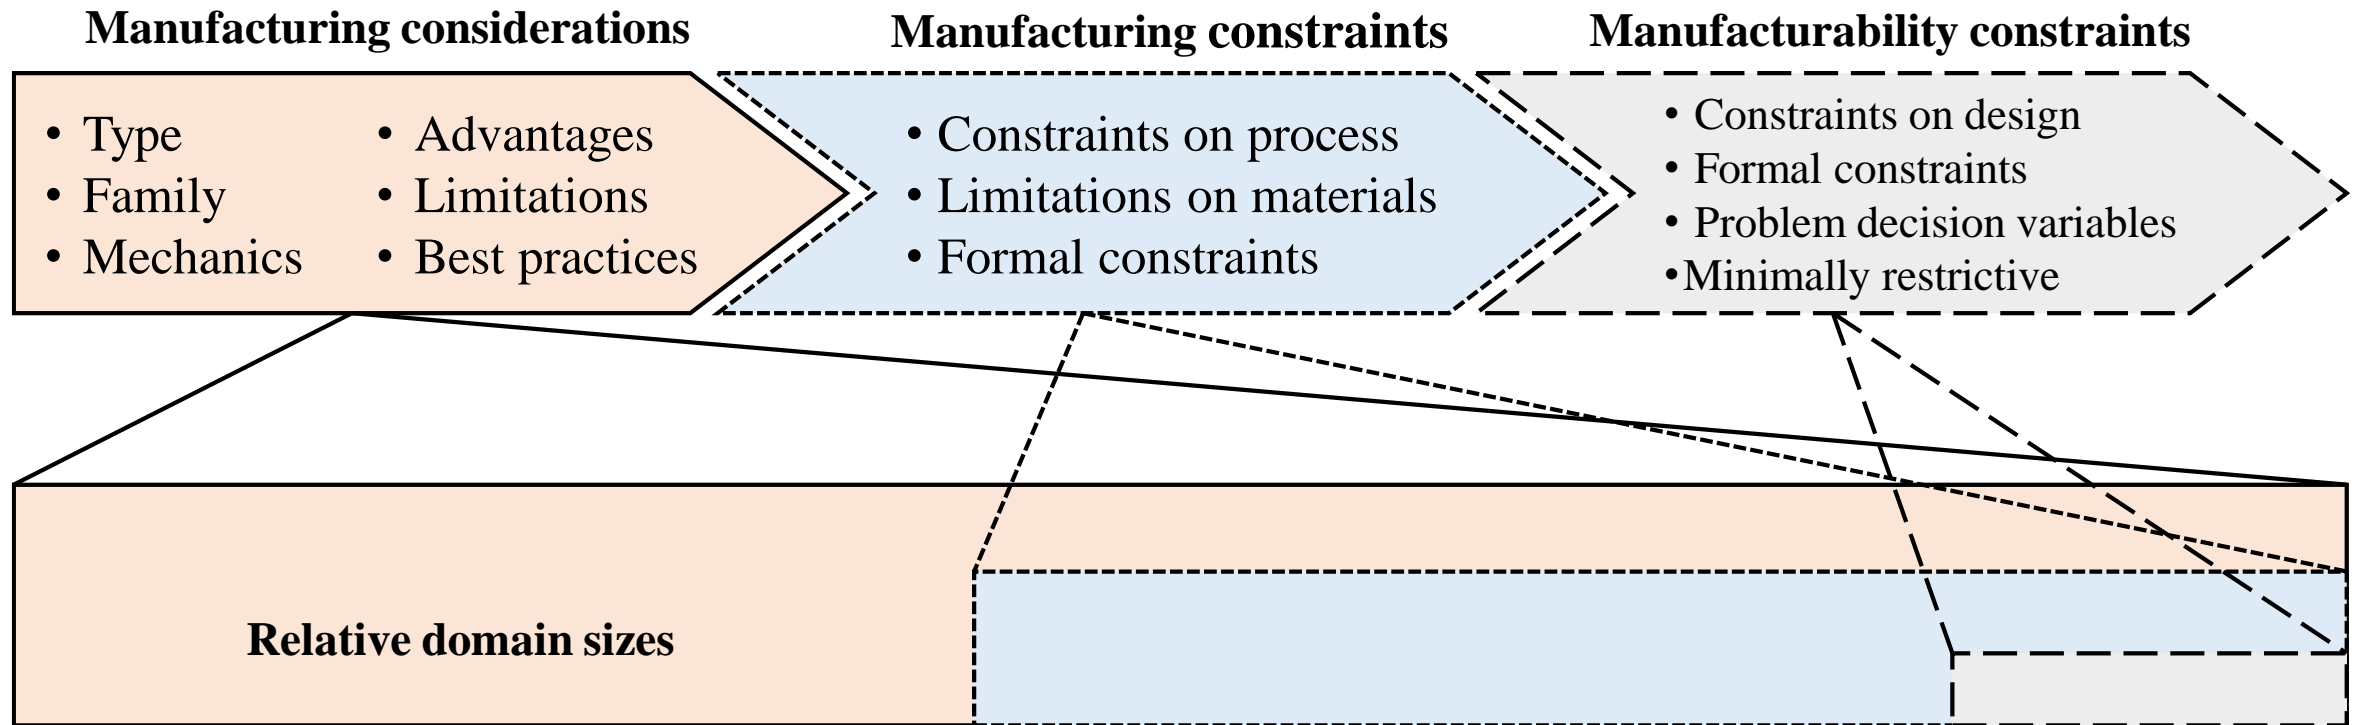 Manufacturing considerations
• Type
• Family
• Mechanics
• Advantages
• Limitations
• Best practices
Manufacturing constraints
• Constraints on process
• Limitations on materials
• Formal constraints
Manufacturability constraints
• Constraints on design
• Formal constraints
• Problem decision variables
•Minimally restrictive
Relative domain sizes